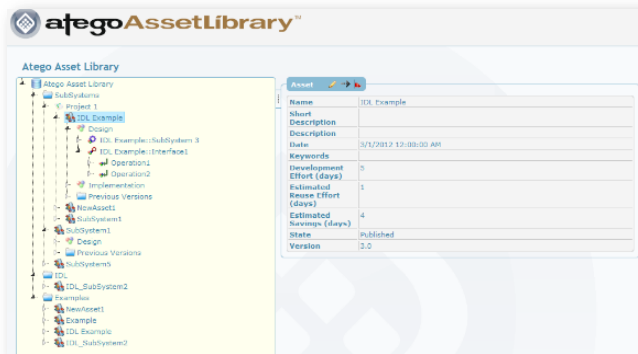 ategoAssetLibrary™
Atego Asset Library
Atego Asset Library
SubSystems
Project 1
IDL Example
Design
IDL Example::SubSystem 3
IDL Example::Interface1
Operation1
Operation2
Implementation
Previous Versions
NewAsset1
SubSystem1
SubSystem1
Design
Previous Versions
SubSystem5
IDL
IDL_SubSystem2
Examples
NewAsset1
Example
IDL Example
IDL_SubSystem2
Asset
Name IDL Example
Short
Description
Description
Date 3/1/2012 12:00:00 AM
Keywords
Development 5
Effort (days)
Estimated 1
Reuse Effort
(days)
Estimated 4
Savings (days)
State Published
Version 3.0